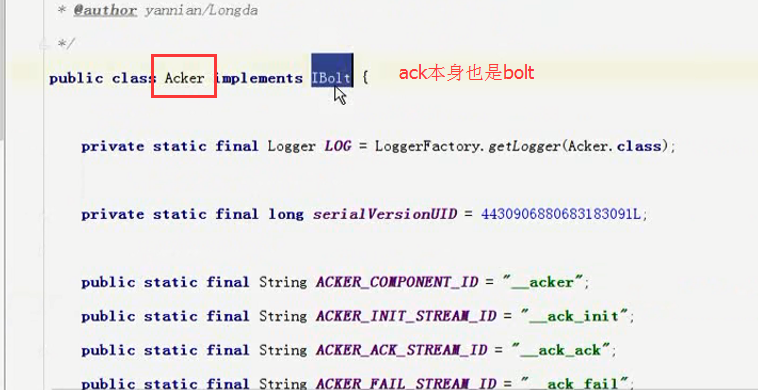 * @author yannian/Longda
*/
public class Acker implements IBolt {
ack本身也是bolt
private static final Logger LOG = LoggerFactory.getLogger(Acker.class);
private static final long serialVersionUID = 4430906880683183091L;
public static final String ACKER_COMPONENT_ID = "__acker";
public static final String ACKER_INIT_STREAM_ID = "__ack_init";
public static final String ACKER_ACK_STREAM_ID = "__ack_ack";
public static final String ACKER_FAIL_STREAM_ID = "__ack_fail";